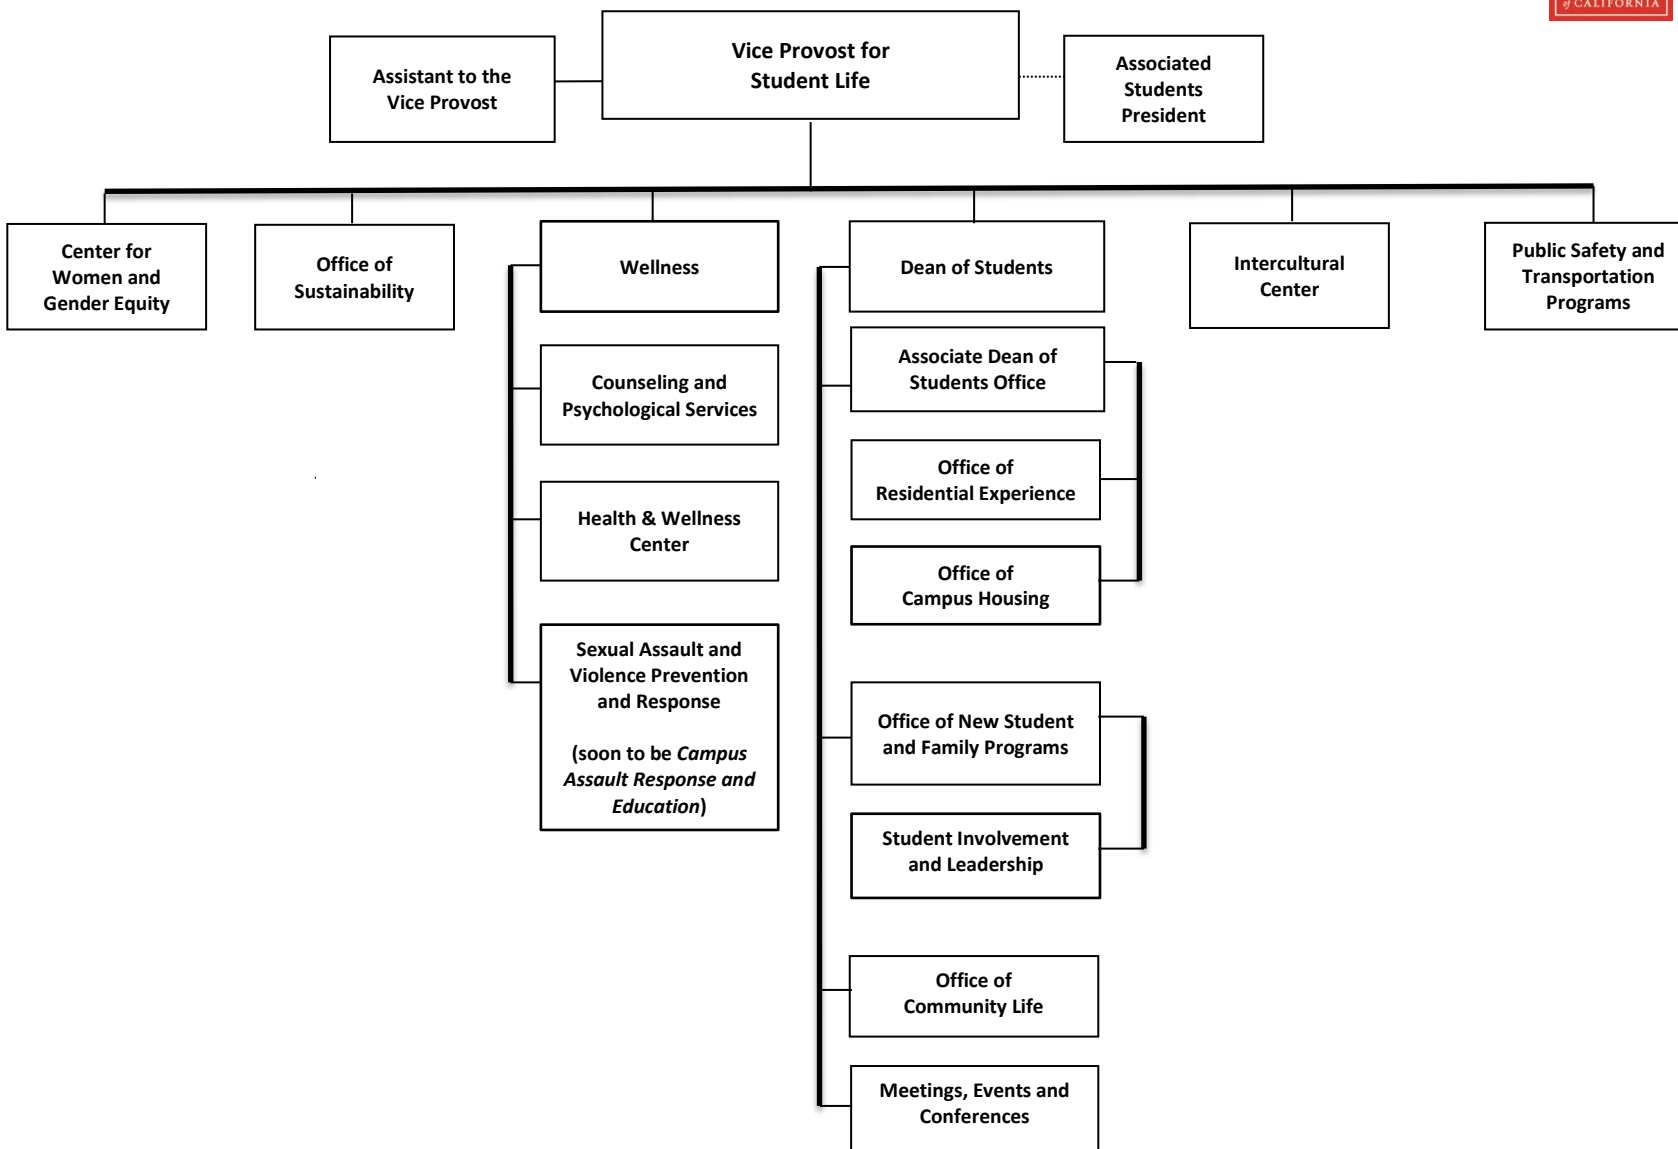 of CALIFORNIA
Vice Provost for
Student Life
Assistant to the
Vice Provost
Associated
Students
President
Center for
Women and
Gender Equity
Office of
Sustainability
Wellness
Dean of Students
Intercultural
Center
Public Safety and
Transportation
Programs
Counseling and
Psychological Services
Health & Wellness
Center
Sexual Assault and
Violence Prevention
and Response
(soon to be Campus
Assault Response and
Education)
Associate Dean of
Students Office
Office of
Residential Experience
Office of
Campus Housing
Office of New Student
and Family Programs
Student Involvement
and Leadership
Office of
Community Life
Meetings, Events and
Conferences